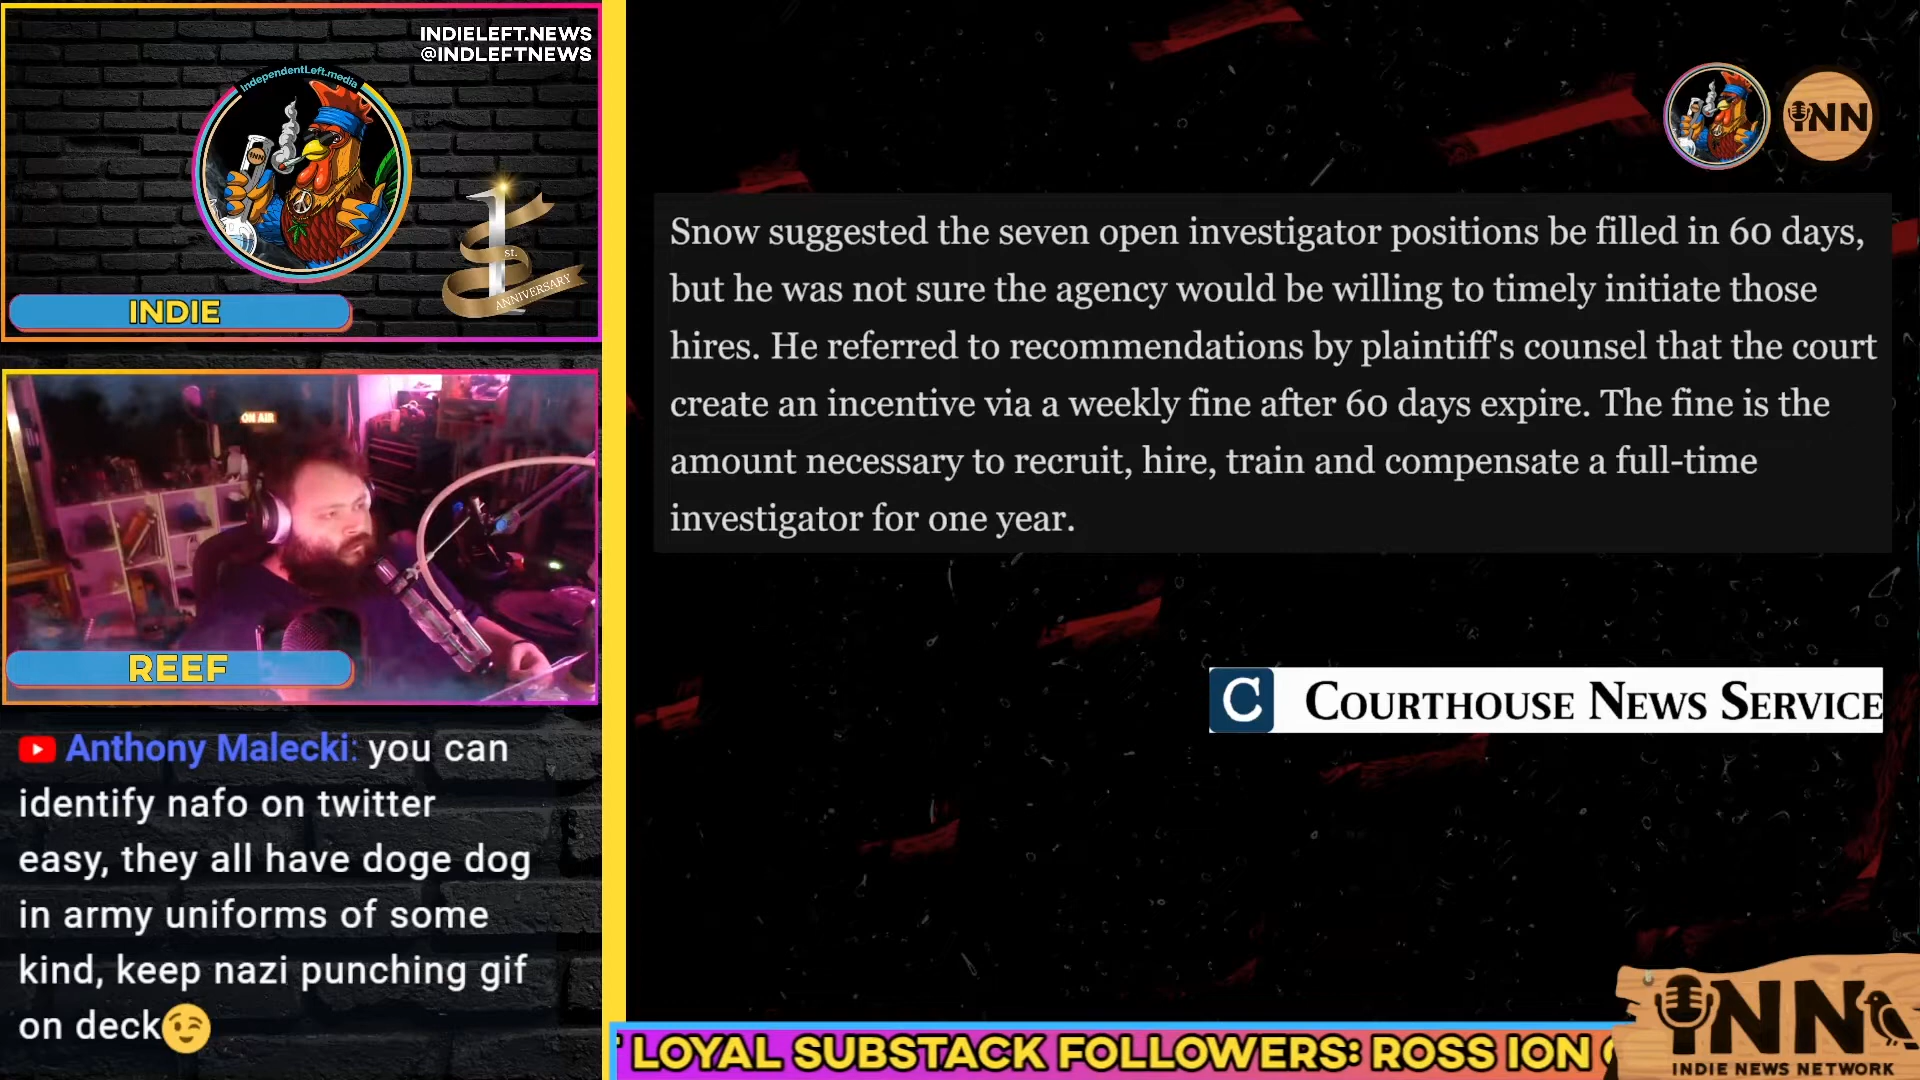 INDIELEFT.NEWS
@INDLEFTNEWS
IndependentLeft.media
INN
1
ST.
ANNIVERSARY
INDIE
ON AIR
REEF
Anthony Malecki: you can
identify nafo on twitter
easy, they all have doge dog
in army uniforms of some
kind, keep nazi punching gif
on deck😉
INN
Snow suggested the seven open investigator positions be filled in 60 days,
but he was not sure the agency would be willing to timely initiate those
hires. He referred to recommendations by plaintiff's counsel that the court
create an incentive via a weekly fine after 60 days expire. The fine is the
amount necessary to recruit, hire, train and compensate a full-time
investigator for one year.
C COURTHOUSE NEWS SERVICE
LOYAL SUBSTACK FOLLOWERS: ROSS ION
INN
INDIE NEWS NETWORK